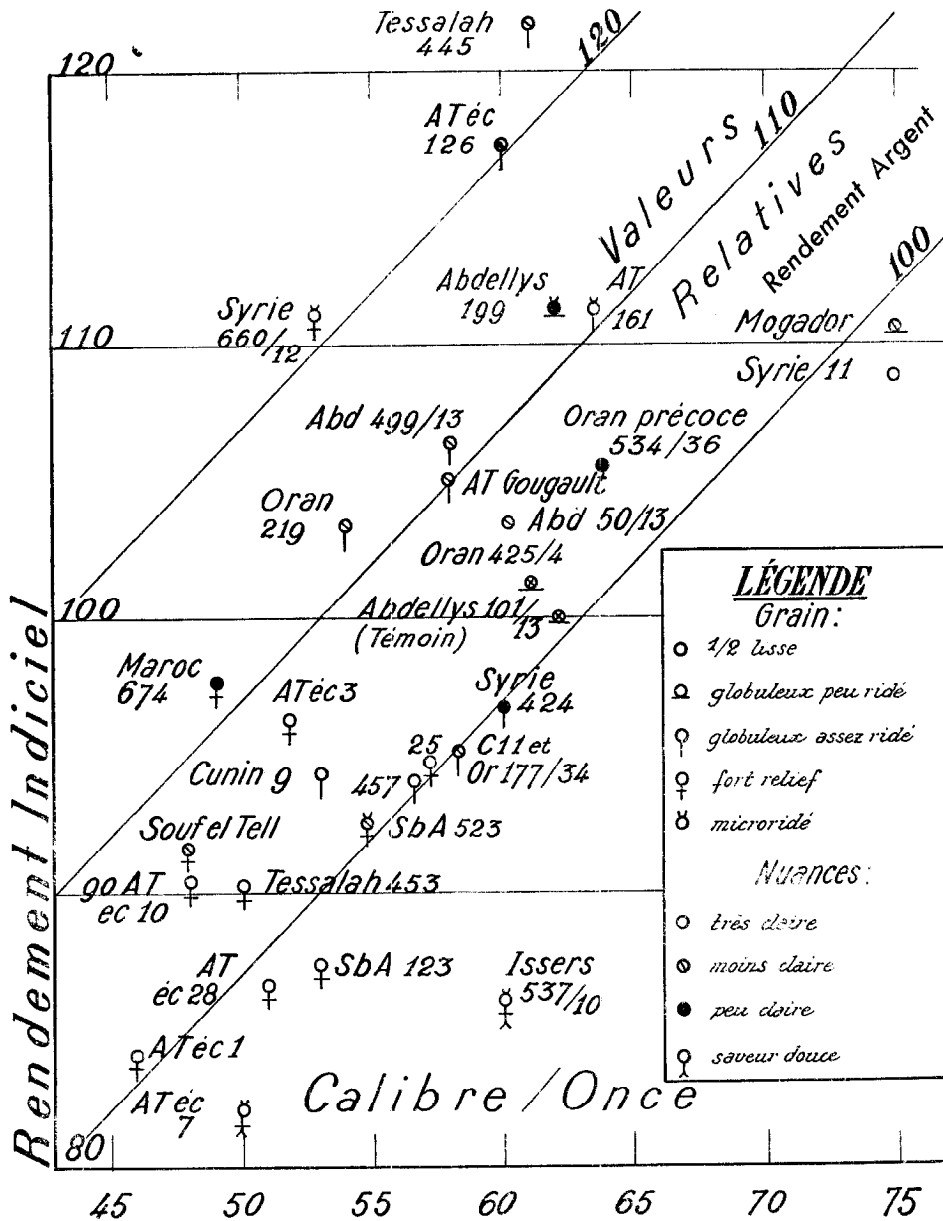 Tessalah
445
120
120
ATéc
126
Valeurs
110
Relatives
Rendement Argent
100
Syrie
660/12
Abdellys
199
AT
161
Mogador
110
Syrie 11
Abd 499/13
Oran précoce
534/36
AT Gougault
Oran
219
Abd 50/13
Oran 425/4
100
Abdellys 101/13
(Témoin)
Maroc
674
ATéc3
Syrie
424
25
C11 et
Or 177/34
Cunin 9
457
SbA 523
Souf el Tell
90
AT
éc 10
Tessalah 453
AT
éc 28
SbA 123
Issers
537/10
ATéc1
ATéc
7
80
Rendement Indiciel
Calibre/Once
45 50 55 60 65 70 75
LÉGENDE
Grain:
1/2 lisse
globuleux peu ridé
globuleux assez ridé
fort relief
microridé
Nuances:
très claire
moins claire
peu claire
saveur douce